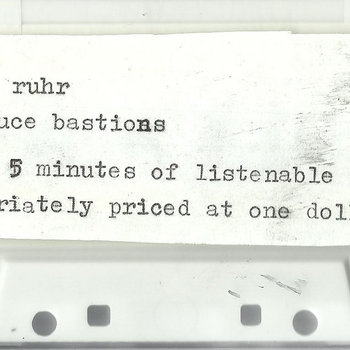 ruhr
uce bastions
5 minutes of listenable
riately priced at one doll